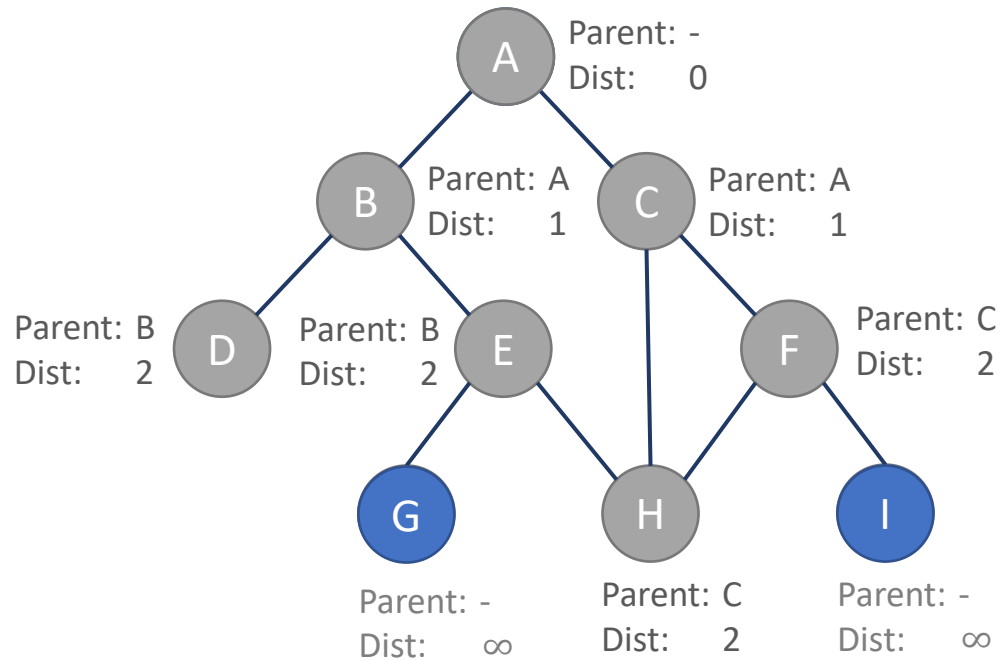 A
Parent: -
Dist: 0
B
Parent: A
Dist: 1
C
Parent: A
Dist: 1
Parent: B
Dist: 2
D
Parent: B
Dist: 2
E
F
Parent: C
Dist: 2
G
H
I
Parent: -
Dist: ∞
Parent: C
Dist: 2
Parent: -
Dist: ∞